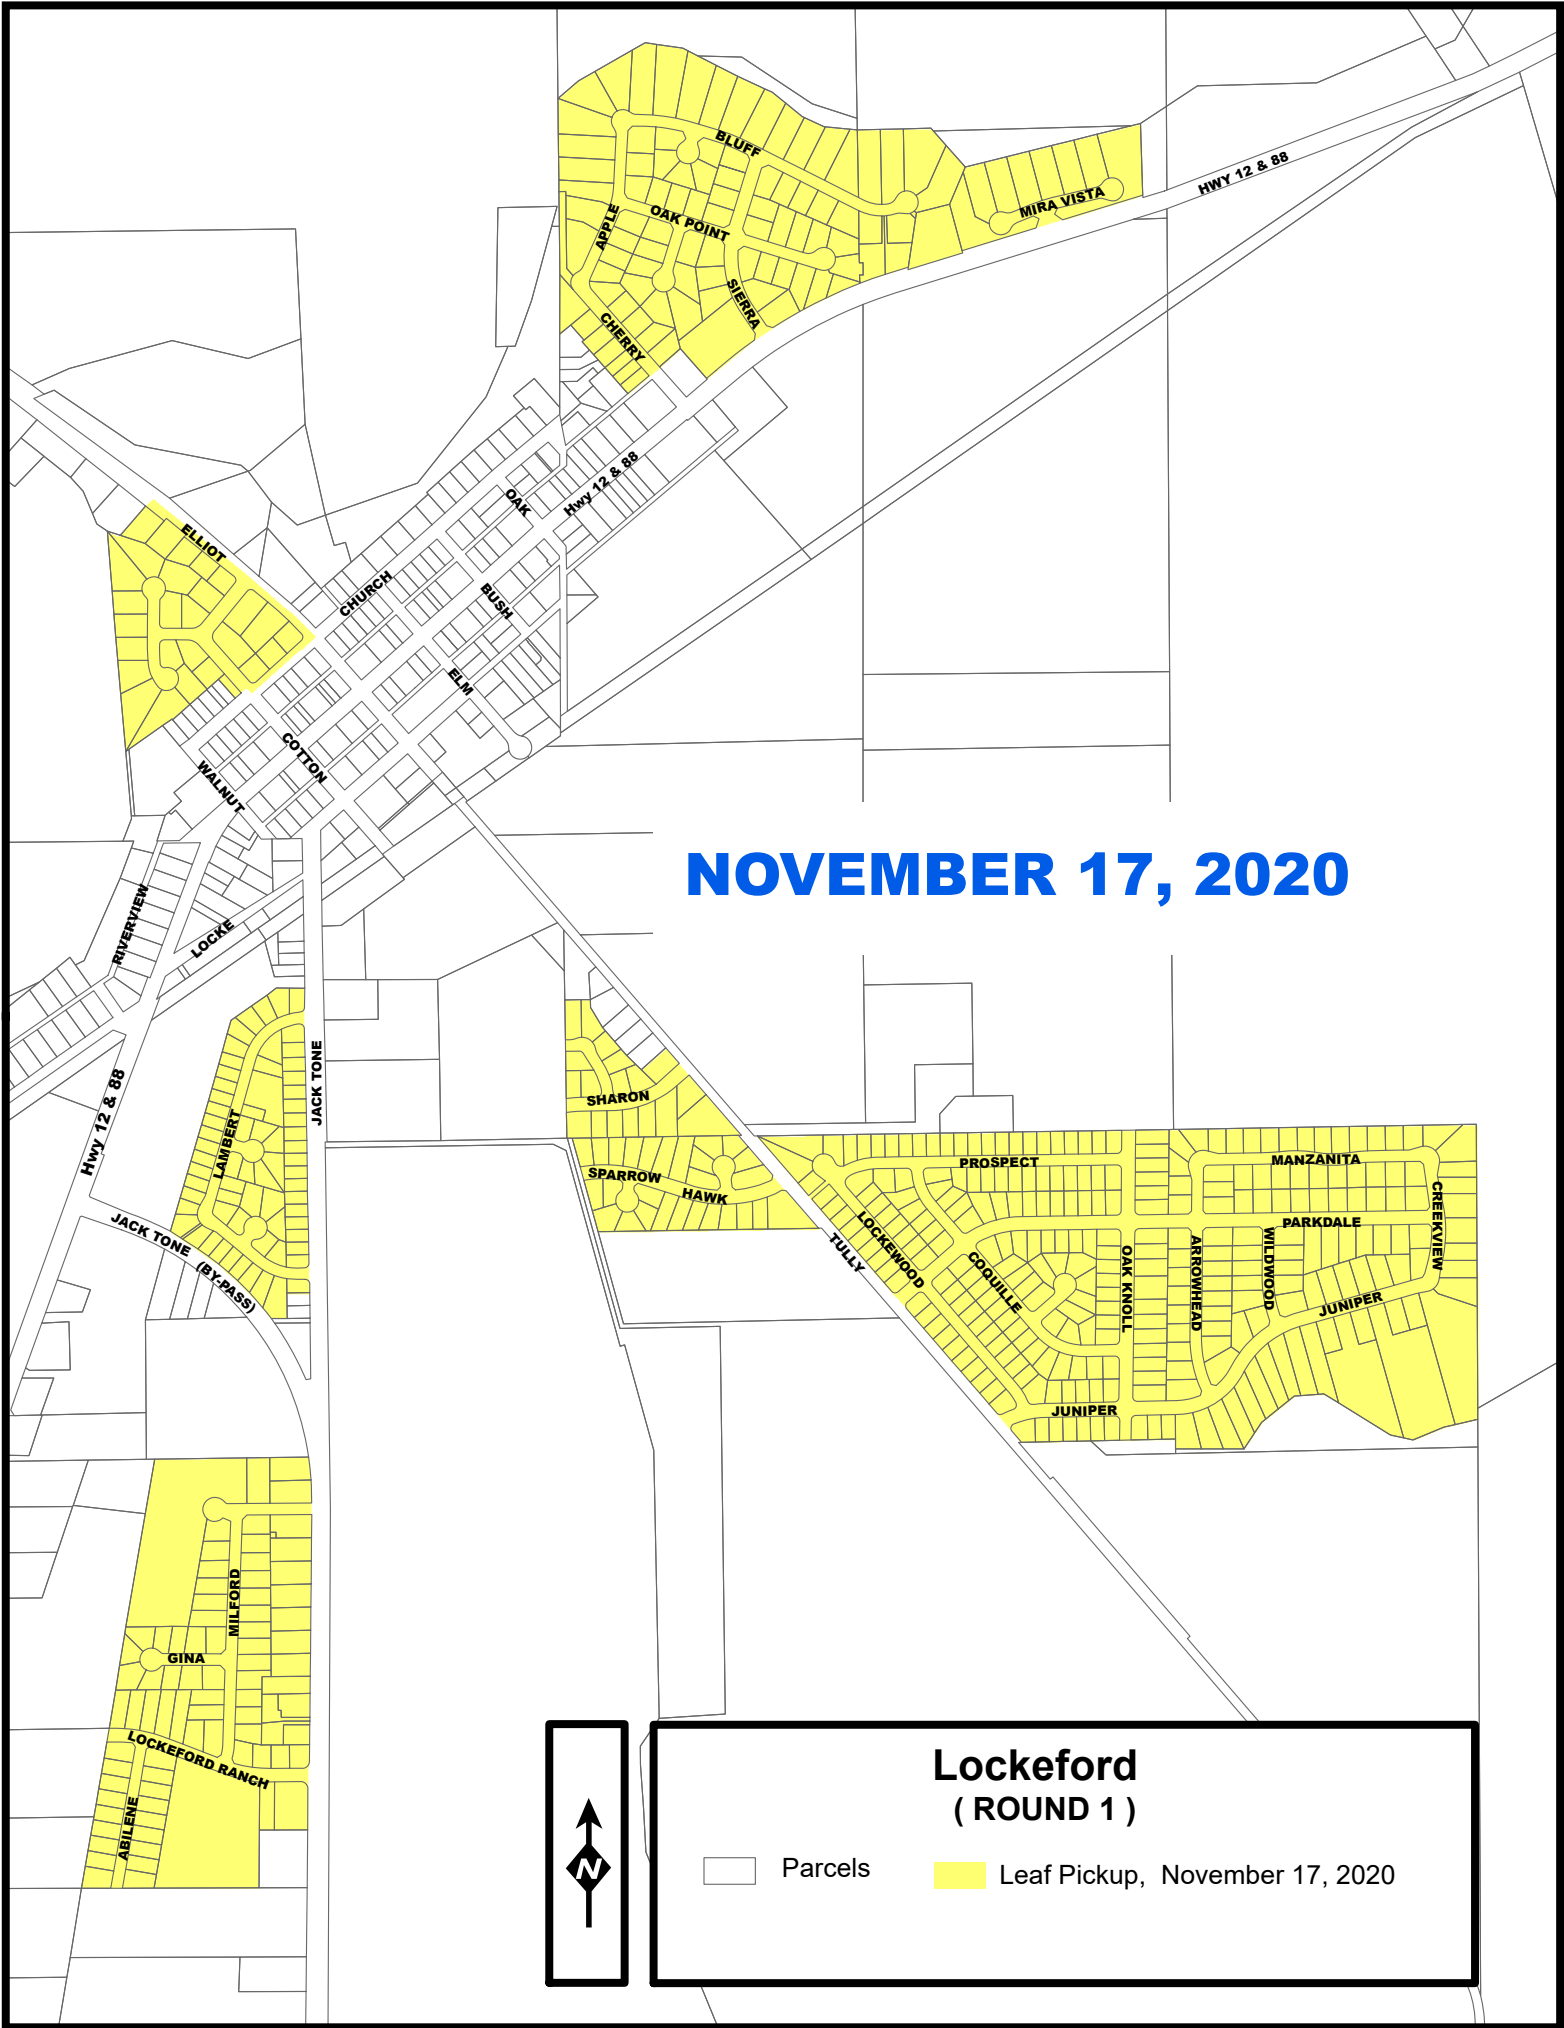 BLUFF
MIRA VISTA
HWY 12 & 88
APPLE
OAK POINT
SIERRA
CHERRY
OAK
Hwy 12 & 88
ELLIOT
CHURCH
BUSH
ELM
COTTON
WALNUT
NOVEMBER 17, 2020
RIVERVIEW
LOCKE
JACK TONE
Hwy 12 & 88
LAMBERT
SHARON
SPARROW
HAWK
PROSPECT
MANZANITA
CREEKVIEW
PARKDALE
JACK TONE
(BY-PASS)
TULLY
LOCKEWOOD
COQUILLE
OAK KNOLL
ARROWHEAD
WILDWOOD
JUNIPER
JUNIPER
MILFORD
GINA
LOCKEFORD RANCH
ABILENE
N
Lockeford
( ROUND 1 )
Parcels
Leaf Pickup, November 17, 2020